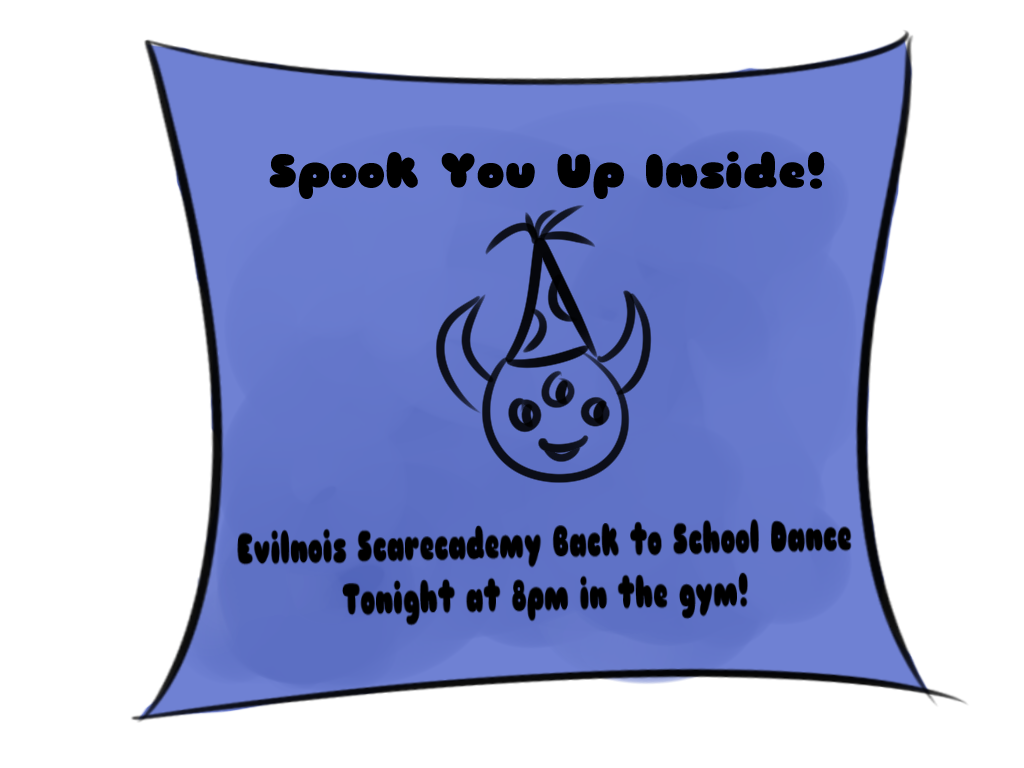 Spook You Up Inside!
Evilnois Scarecademy Back to School Dance
Tonight at 8pm in the gym!